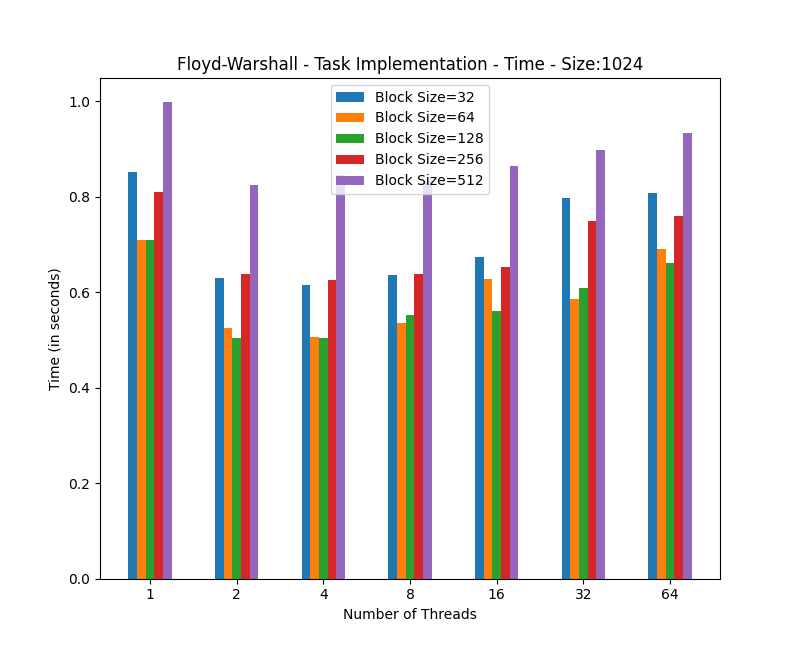 Floyd-Warshall - Task Implementation - Time - Size:1024
Block Size=32
Block Size=64
Block Size=128
Block Size=256
Block Size=512
Time (in seconds)
1.0
0.8
0.6
0.4
0.2
0.0
1 2 4 8 16 32 64
Number of Threads